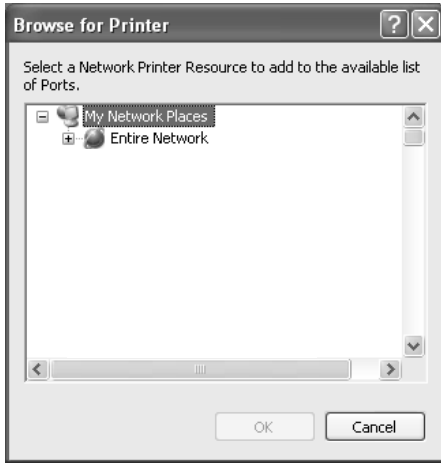 Browse for Printer
Select a Network Printer Resource to add to the available list
of Ports.
My Network Places
Entire Network
OK
Cancel